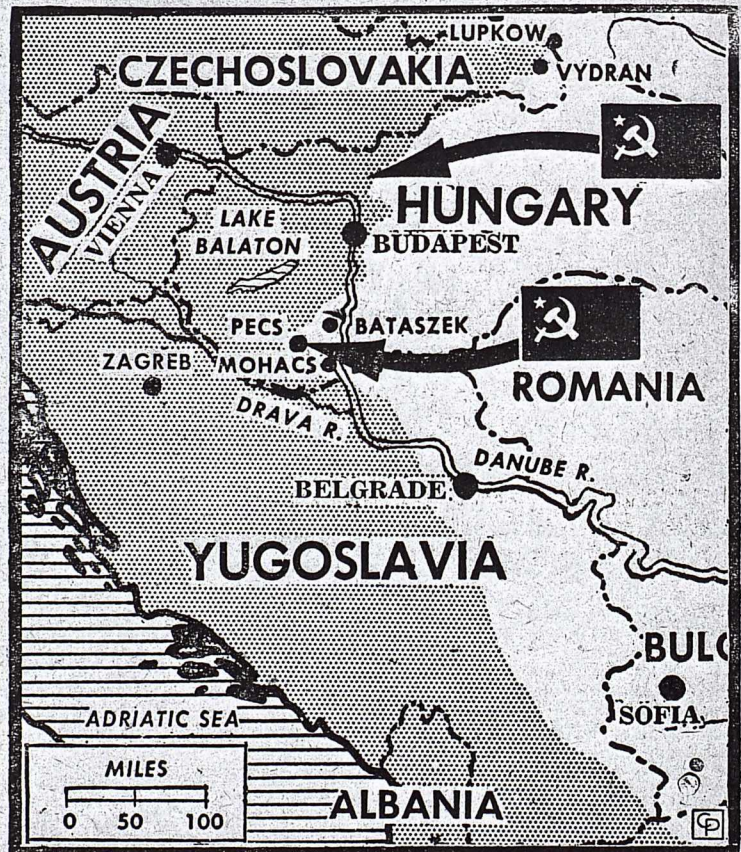 LUPKOW
CZECHOSLOVAKIA
VYDRAN
AUSTRIA
VIENNA
HUNGARY
LAKE
BALATON
BUDAPEST
PECS
BATASZEK
ZAGREB
MOHACS
ROMANIA
DRAVA R.
DANUBE R.
BELGRADE
YUGOSLAVIA
BULG
SOFIA
ADRIATIC SEA
MILES
0 50 100
ALBANIA
CP